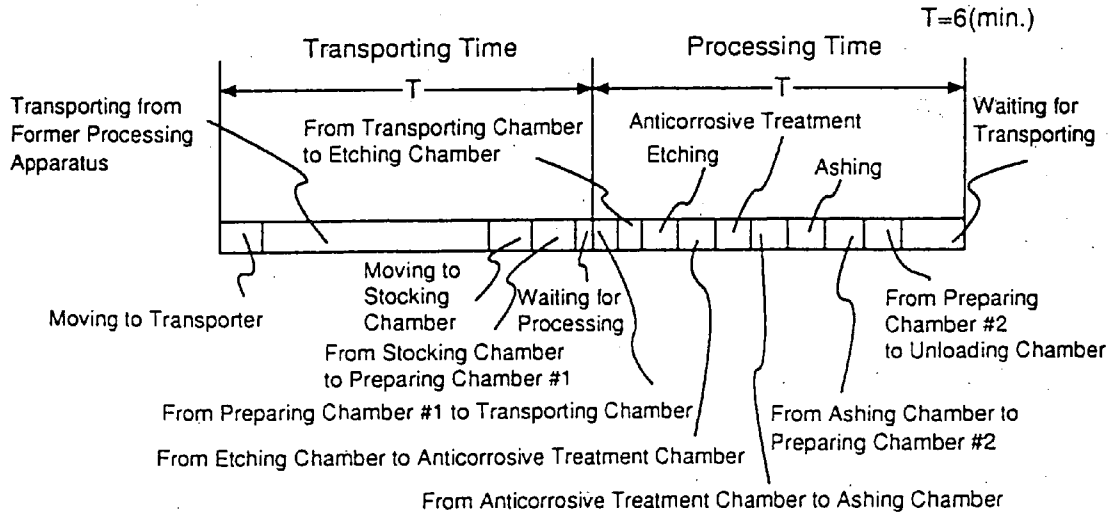 T=6(min.)
Transporting Time
Processing Time
T
T
Transporting from
Former Processing
Apparatus
From Transporting Chamber
to Etching Chamber
Anticorrosive Treatment
Etching
Ashing
Waiting for
Transporting
Moving to Transporter
Moving to
Stocking
Chamber
Waiting for
Processing
From Stocking Chamber
to Preparing Chamber #1
From Preparing Chamber #1 to Transporting Chamber
From Etching Chamber to Anticorrosive Treatment Chamber
From Anticorrosive Treatment Chamber to Ashing Chamber
From Ashing Chamber to
Preparing Chamber #2
From Preparing
Chamber #2
to Unloading Chamber